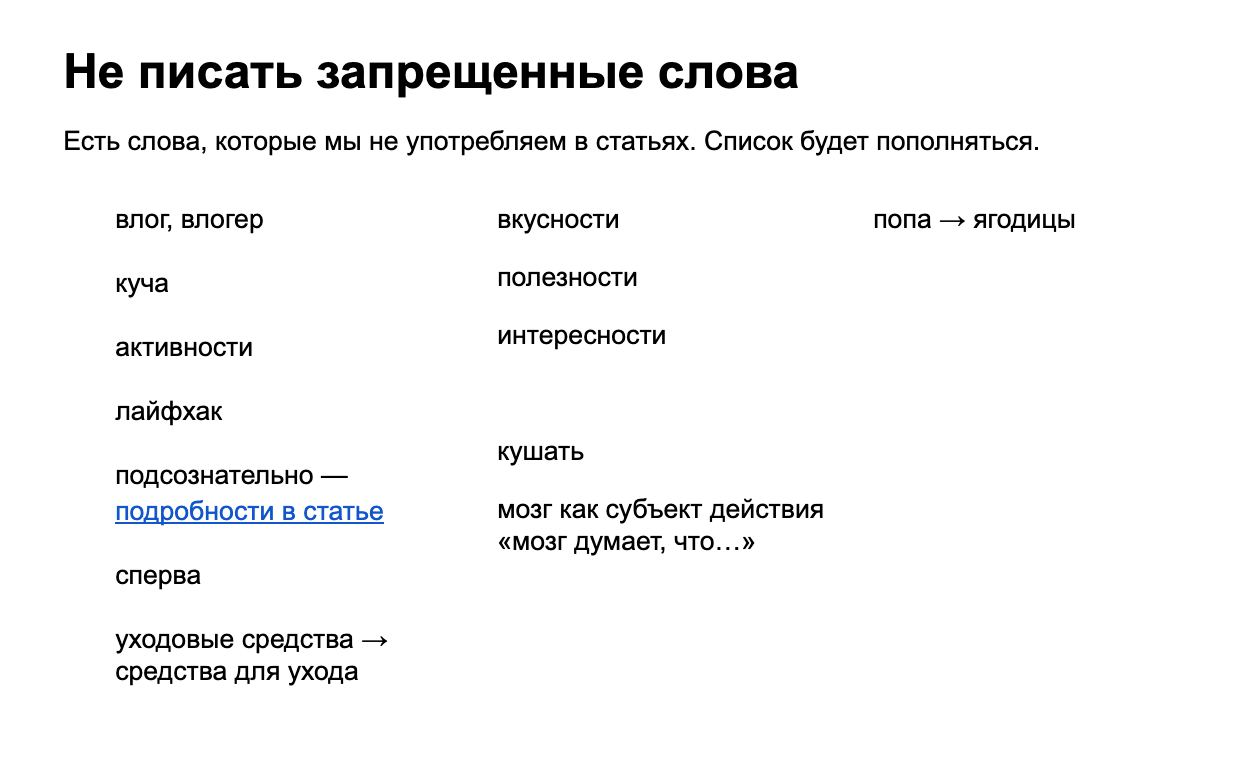 Не писать запрещенные слова
Есть слова, которые мы не употребляем в статьях. Список будет пополняться.
влог, влогер
куча
активности
лайфхак
подсознательно —
подробности в статье
сперва
уходовые средства →
средства для ухода
вкусности
полезности
интересности
кушать
мозг как субъект действия
«мозг думает, что…»
попа → ягодицы